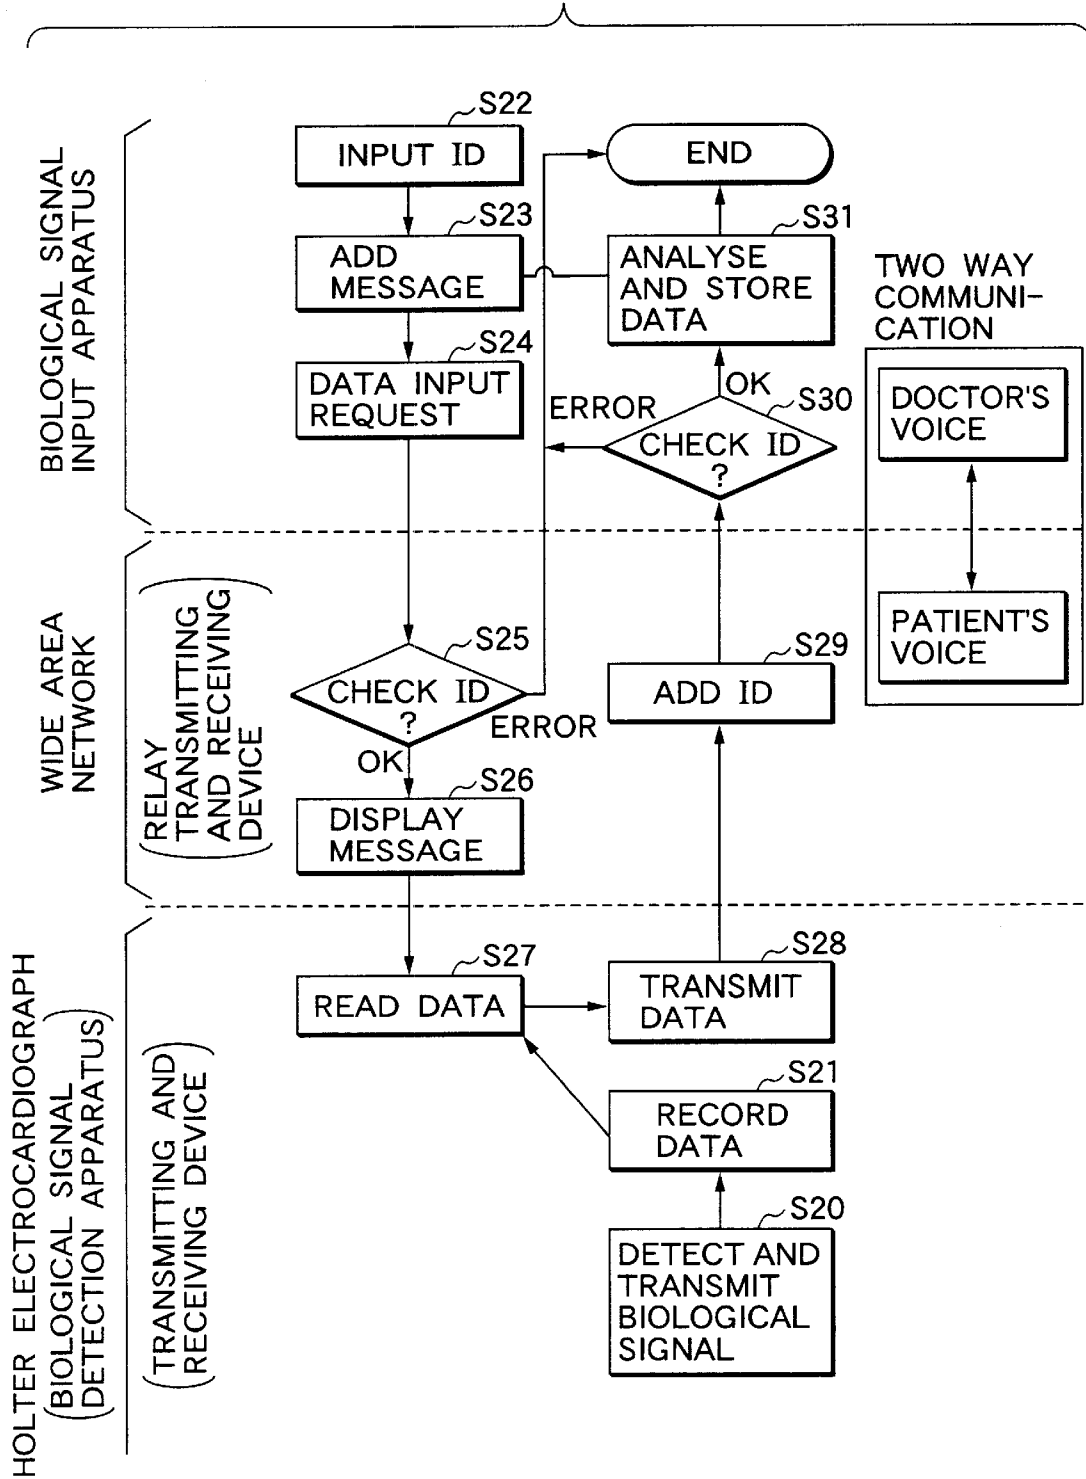 BIOLOGICAL SIGNAL
INPUT APPARATUS
S22
INPUT ID
S23
ADD
MESSAGE
S24
DATA INPUT
REQUEST
END
S31
ANALYSE
AND STORE
DATA
OK
S30
ERROR
CHECK ID
?
TWO WAY
COMMUNI-
CATION
DOCTOR'S
VOICE
PATIENT'S
VOICE
WIDE AREA
NETWORK
(RELAY
TRANSMITTING
AND RECEIVING
DEVICE)
S25
CHECK ID
?
ERROR
OK
S26
DISPLAY
MESSAGE
S29
ADD ID
HOLTER ELECTROCARDIOGRAPH
(BIOLOGICAL SIGNAL
DETECTION APPARATUS)
(TRANSMITTING AND
RECEIVING DEVICE)
S27
READ DATA
S28
TRANSMIT
DATA
S21
RECORD
DATA
S20
DETECT AND
TRANSMIT
BIOLOGICAL
SIGNAL